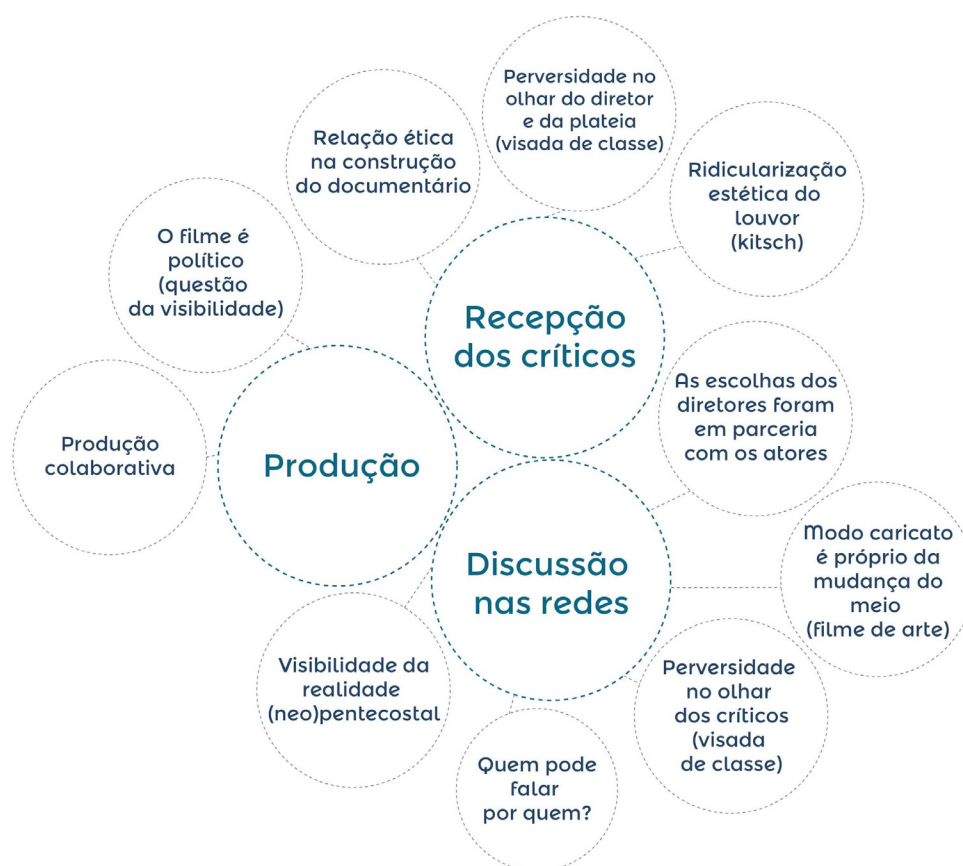 Perversidade no
olhar do diretor
e da plateia
(visada de classe)
Relação ética
na construção
do documentário
Ridicularização
estética do
louvor
(kitsch)
O filme é
político
(questão
da visibilidade)
Recepção
dos críticos
As escolhas dos
diretores foram
em parceria
com os atores
Produção
colaborativa
Produção
Discussão
nas redes
Modo caricato
é próprio da
mudança do
meio
(filme de arte)
Visibilidade da
realidade
(neo)pentecostal
Perversidade
no olhar
dos críticos
(visada
de classe)
Quem pode
falar
por quem?